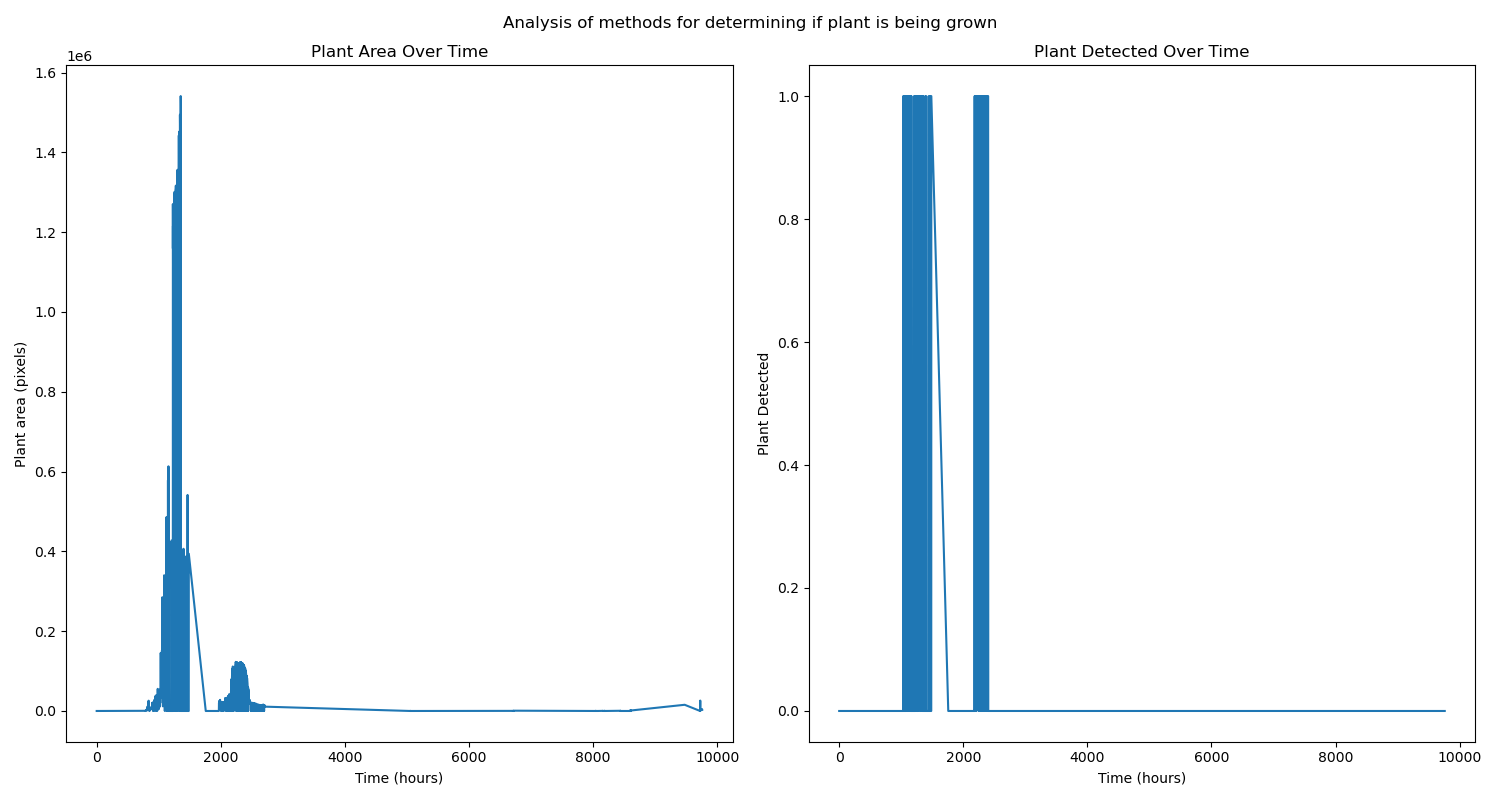 Analysis of methods for determining if plant is being grown
Plant Area Over Time
1e6
1.6
1.4
1.2
1.0
0.8
0.6
0.4
0.2
0.0
Plant area (pixels)
0 2000 4000 6000 8000 10000
Time (hours)
Plant Detected Over Time
1.0
0.8
0.6
0.4
0.2
0.0
Plant Detected
0 2000 4000 6000 8000 10000
Time (hours)